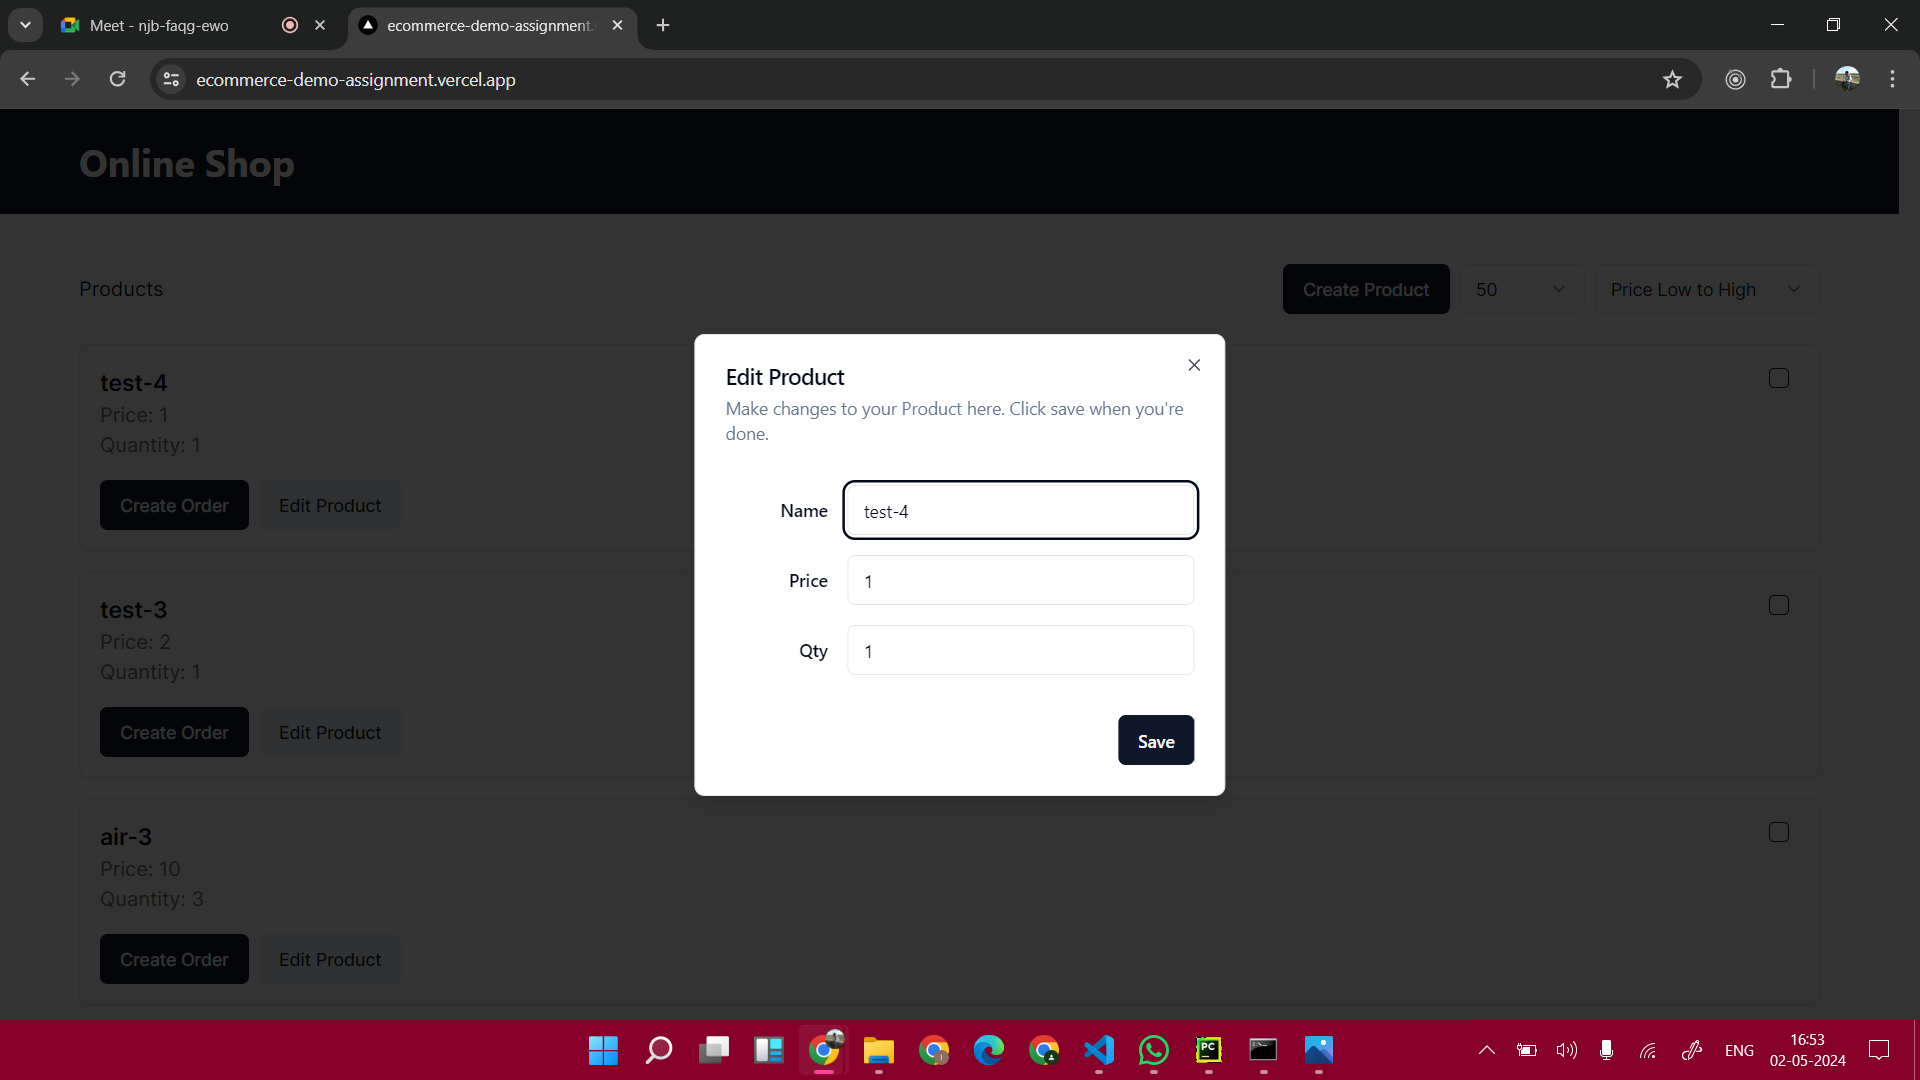 Meet - njb-faqg-ewo
ecommerce-demo-assignment.
ecommerce-demo-assignment.vercel.app
Online Shop
Products
Create Product
50
Price Low to High
test-4
Price: 1
Quantity: 1
Create Order
Edit Product
test-3
Price: 2
Quantity: 1
Create Order
Edit Product
air-3
Price: 10
Quantity: 3
Create Order
Edit Product
Edit Product
Make changes to your Product here. Click save when you're
done.
Name
test-4
Price
1
Qty
1
Save
PC
ENG
16:53
02-05-2024